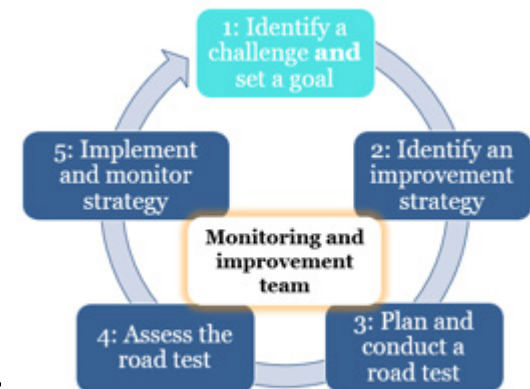 1: Identify a
challenge and
set a goal
2: Identify an
improvement
strategy
3: Plan and
conduct a
road test
4: Assess the
road test
5: Implement
and monitor
strategy
Monitoring and
improvement
team